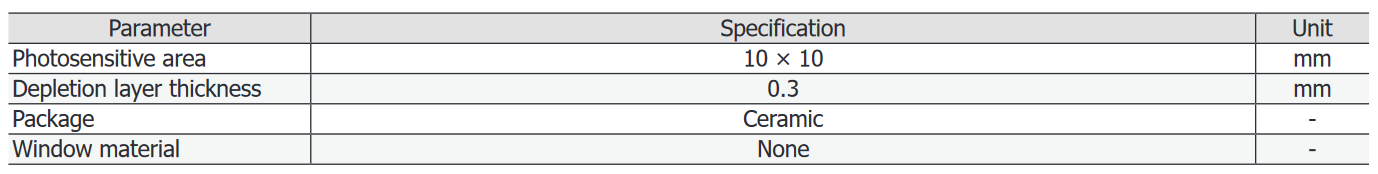 Parameter Specification Unit
Photosensitive area 10 × 10 mm
Depletion layer thickness 0.3 mm
Package Ceramic -
Window material None -